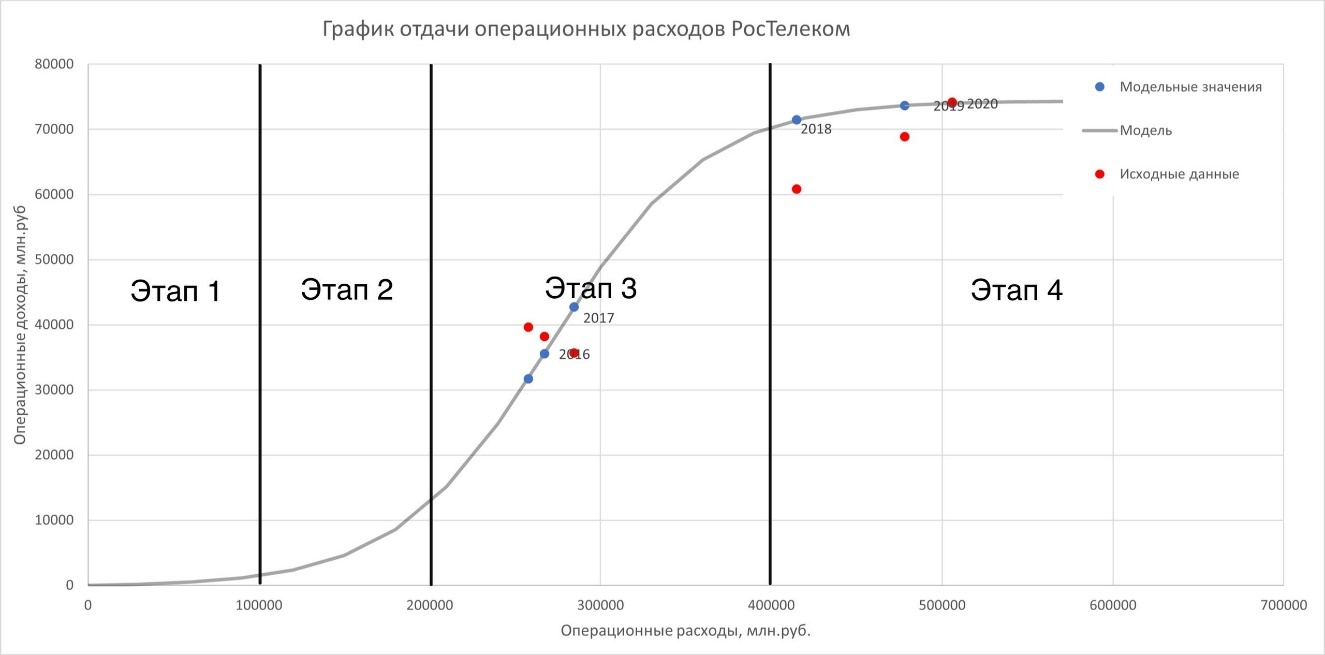 График отдачи операционных расходов РосТелеком
80000
70000
60000
50000
40000
30000
20000
10000
0
Операционные доходы, млн.руб
Модельные значения
Модель
Исходные данные
2019
2020
2018
Этап 1
Этап 2
Этап 3
Этап 4
2017
2016
0
100000
200000
300000
400000
500000
600000
700000
Операционные расходы, млн.руб.